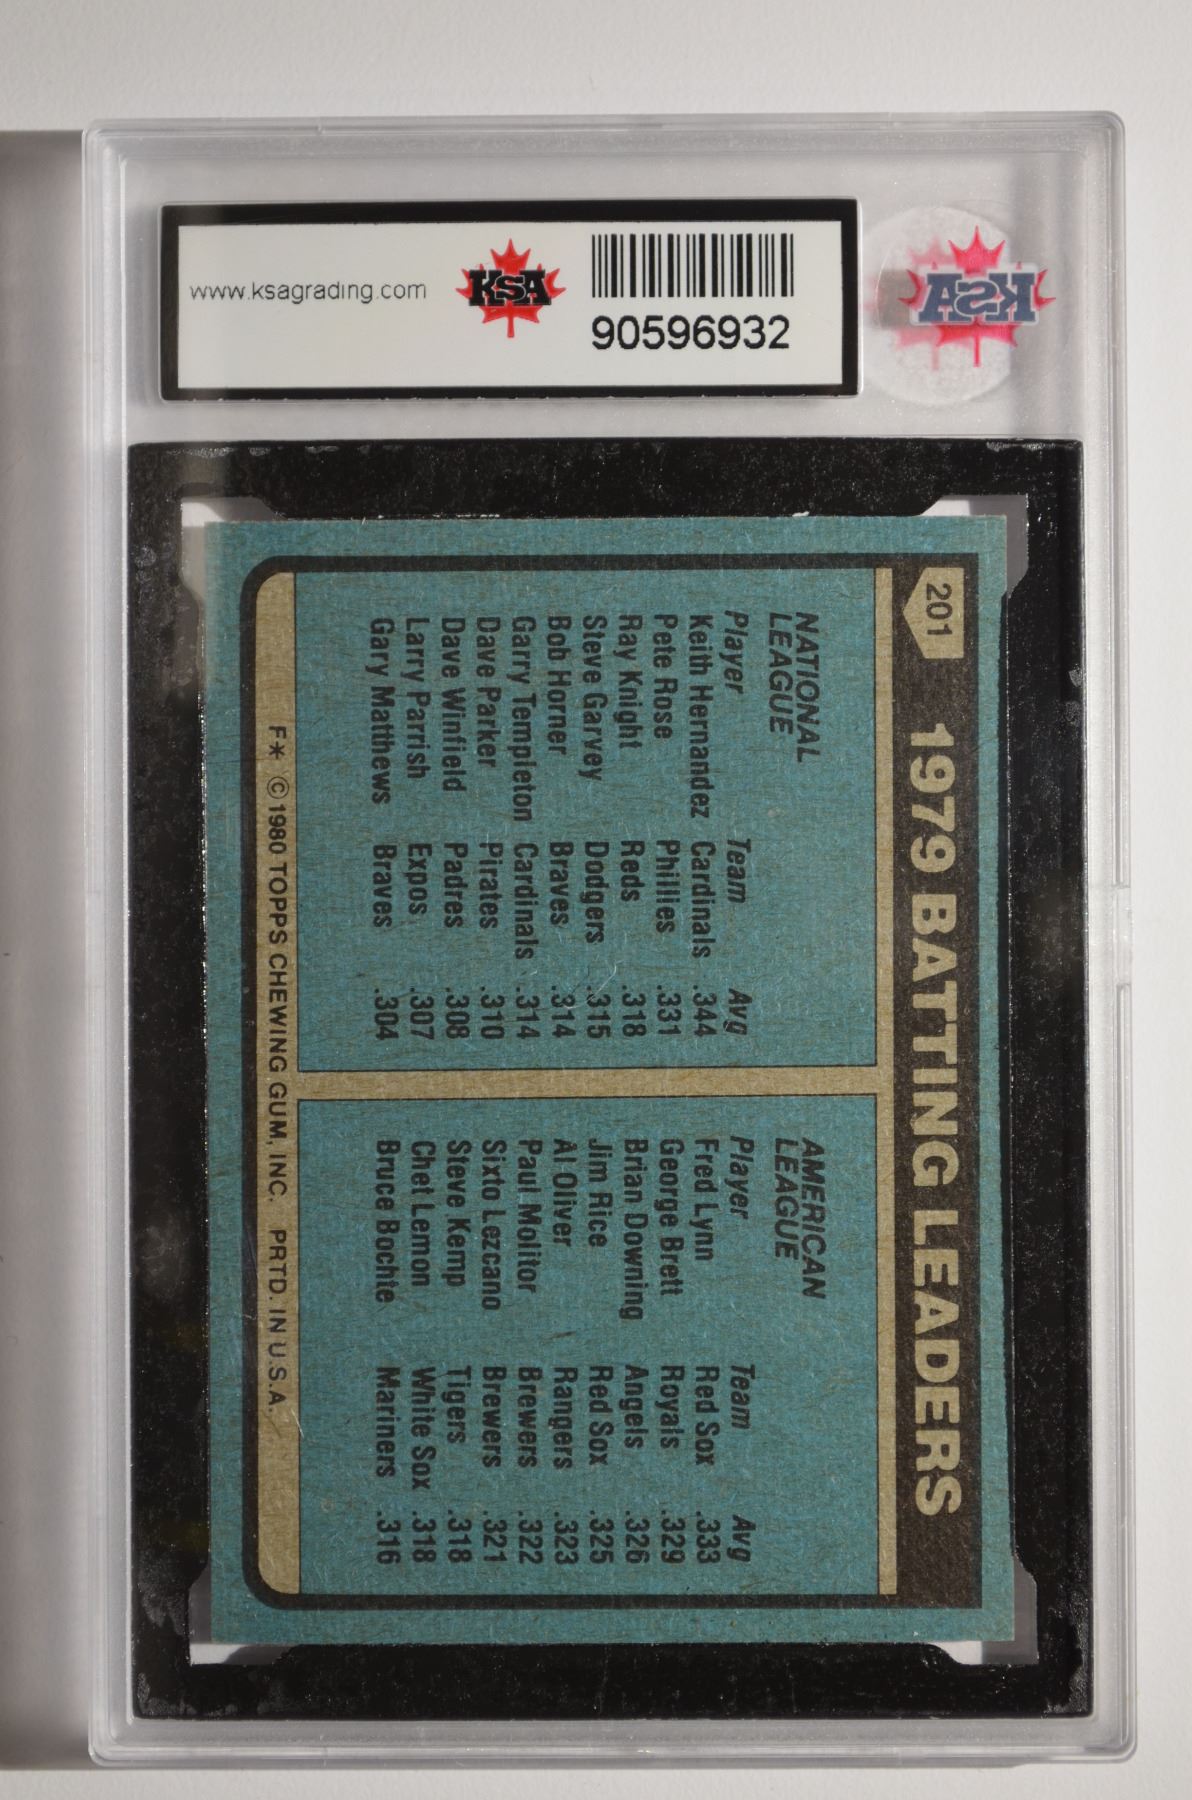 www.ksagrading.com
KSA
90596932
KSA
201
1979 BATTING LEADERS
NATIONAL
LEAGUE
Player Team Avg
Keith Hernandez Cardinals .344
Pete Rose Phillies .331
Ray Knight Reds .318
Steve Garvey Dodgers .315
Bob Horner Braves .314
Garry Templeton Cardinals .314
Dave Parker Pirates .310
Dave Winfield Padres .308
Larry Parrish Expos .307
Gary Matthews Braves .304
AMERICAN
LEAGUE
Player Team Avg
Fred Lynn Red Sox .333
George Brett Royals .329
Brian Downing Angels .326
Jim Rice Red Sox .325
Al Oliver Rangers .323
Paul Molitor Brewers .322
Sixto Lezcano Brewers .321
Steve Kemp Tigers .318
Chet Lemon White Sox .318
Bruce Bochte Mariners .316
F* © 1980 TOPPS CHEWING GUM, INC. PRTD. IN U.S.A.